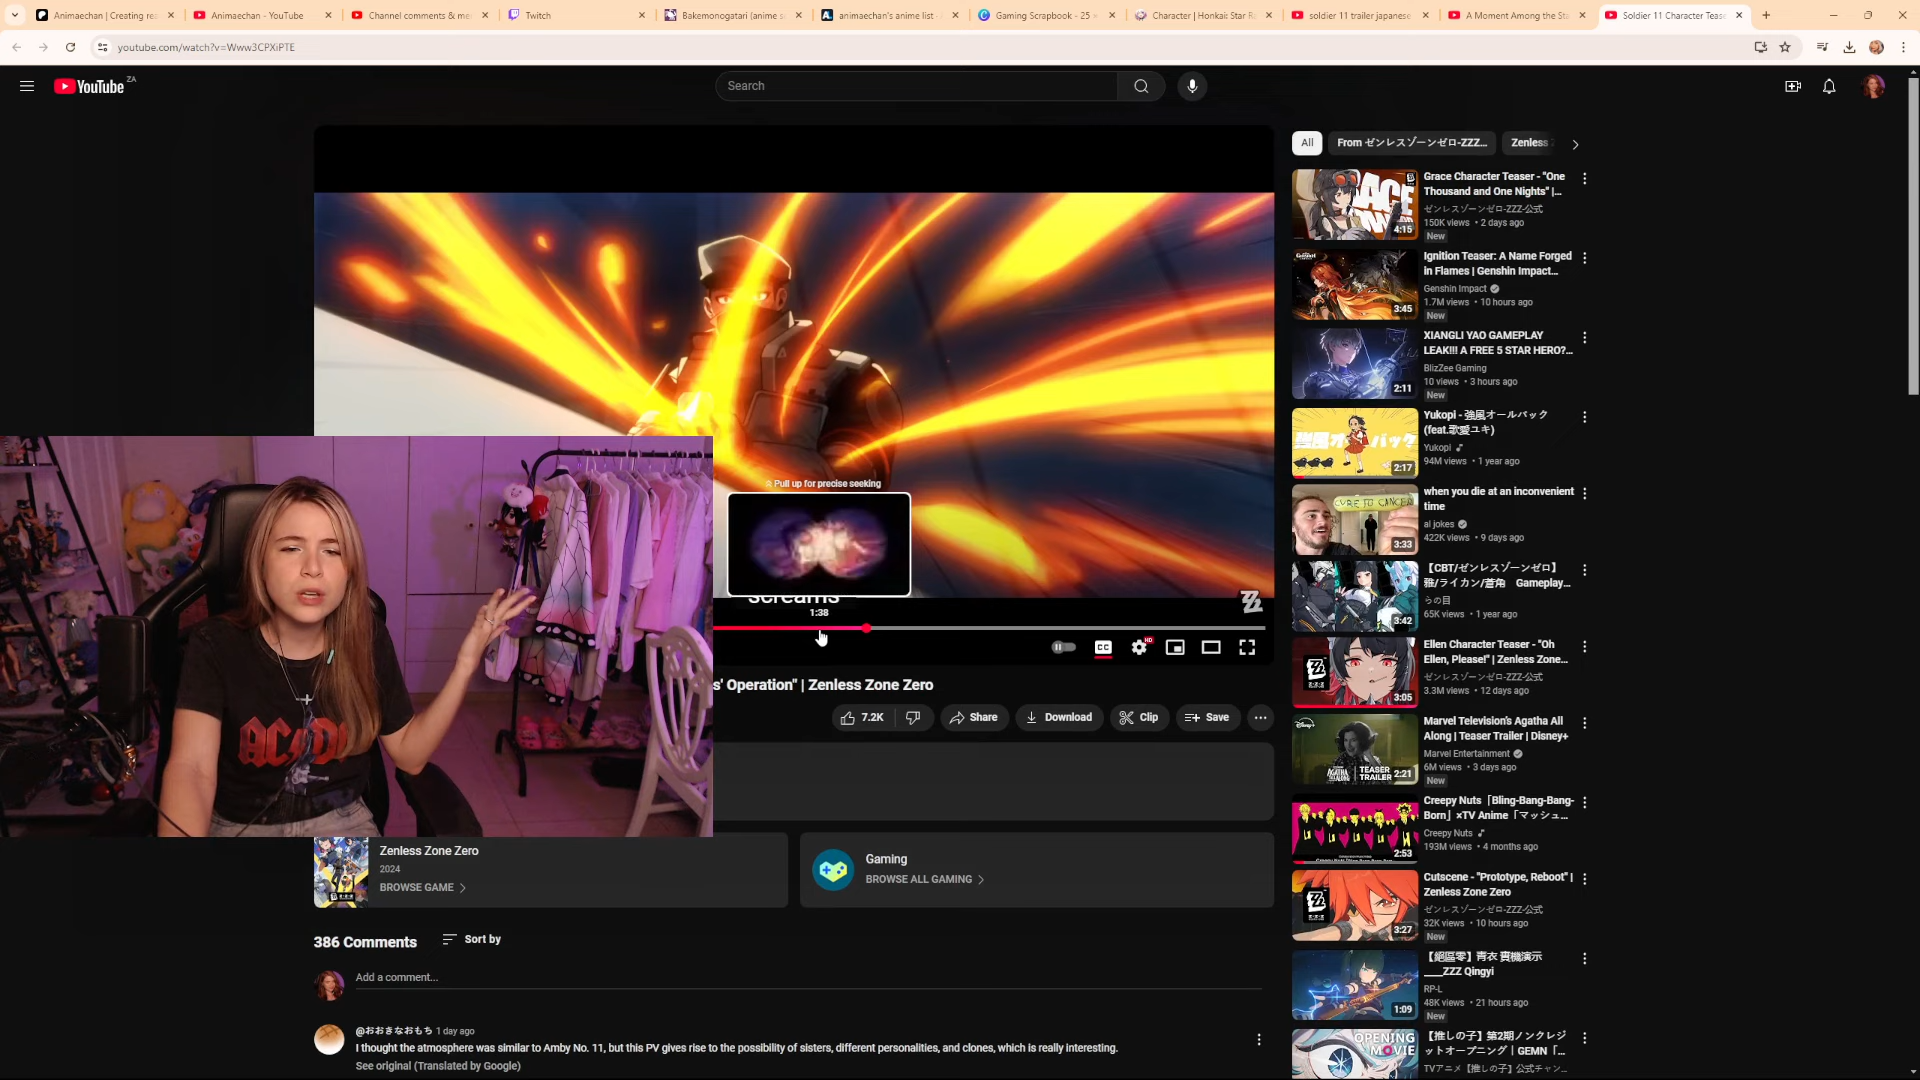 Animaechan | Creating rea
Animaechan - YouTube
Channel comments & me
Twitch
Bakemonogatari (anime s
animaechan's anime list -
Gaming Scrapbook - 25 ×
Character | Honkai: Star R
soldier 11 trailer japanese
A Moment Among the Sta
Soldier 11 Character Teas
youtube.com/watch?v=Www3CPXiPTE
YouTube ZA
Search
All
From ゼンレスゾーンゼロ-ZZZ...
Zenless
Pull up for precise seeking
screams
1:38
CC
HD
s' Operation" | Zenless Zone Zero
7.2K
Share
Download
Clip
Save
AC/DC
Zenless Zone Zero
2024
BROWSE GAME
Gaming
BROWSE ALL GAMING
386 Comments
Sort by
Add a comment...
@おおきなおもち 1 day ago
I thought the atmosphere was similar to Amby No. 11, but this PV gives rise to the possibility of sisters, different personalities, and clones, which is really interesting.
See original (Translated by Google)
4:15
Grace Character Teaser - "One
Thousand and One Nights" |...
ゼンレスゾーンゼロ-ZZZ-公式
150K views • 2 days ago
New
3:45
Ignition Teaser: A Name Forged
in Flames | Genshin Impact...
Genshin Impact
1.7M views • 10 hours ago
New
2:11
XIANGLI YAO GAMEPLAY
LEAK!!! A FREE 5 STAR HERO?...
BlizZee Gaming
10 views • 3 hours ago
New
2:17
Yukopi - 強風オールバック
(feat.歌愛ユキ)
Yukopi
94M views • 1 year ago
CURE TO CANCER
3:33
when you die at an inconvenient
time
al jokes
422K views • 9 days ago
3:42
【CBT/ゼンレスゾーンゼロ】
雅/ライカン/蒼角 Gameplay...
らの目
65K views • 1 year ago
3:05
Ellen Character Teaser - "Oh
Ellen, Please!" | Zenless Zone...
ゼンレスゾーンゼロ-ZZZ-公式
3.3M views • 12 days ago
AGATHA ALL ALONG
TEASER TRAILER
2:21
Marvel Television's Agatha All
Along | Teaser Trailer | Disney+
Marvel Entertainment
6M views • 3 days ago
New
2:53
Creepy Nuts「Bling-Bang-Bang-
Born」×TV Anime「マッシュ...
Creepy Nuts
193M views • 4 months ago
3:27
Cutscene - "Prototype, Reboot" |
Zenless Zone Zero
ゼンレスゾーンゼロ-ZZZ-公式
32K views • 10 hours ago
New
1:09
【絕區零】青衣 實機演示
____ZZZ Qingyi
RP-L
48K views • 21 hours ago
New
OPENING MOVIE
【推しの子】第2期ノンクレジ
ットオープニング｜GEMN「...
TVアニメ【推しの子】公式チャン...